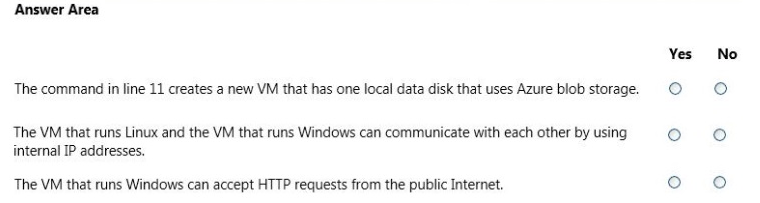 Answer Area
Yes No
The command in line 11 creates a new VM that has one local data disk that uses Azure blob storage.
The VM that runs Linux and the VM that runs Windows can communicate with each other by using
internal IP addresses.
The VM that runs Windows can accept HTTP requests from the public Internet.